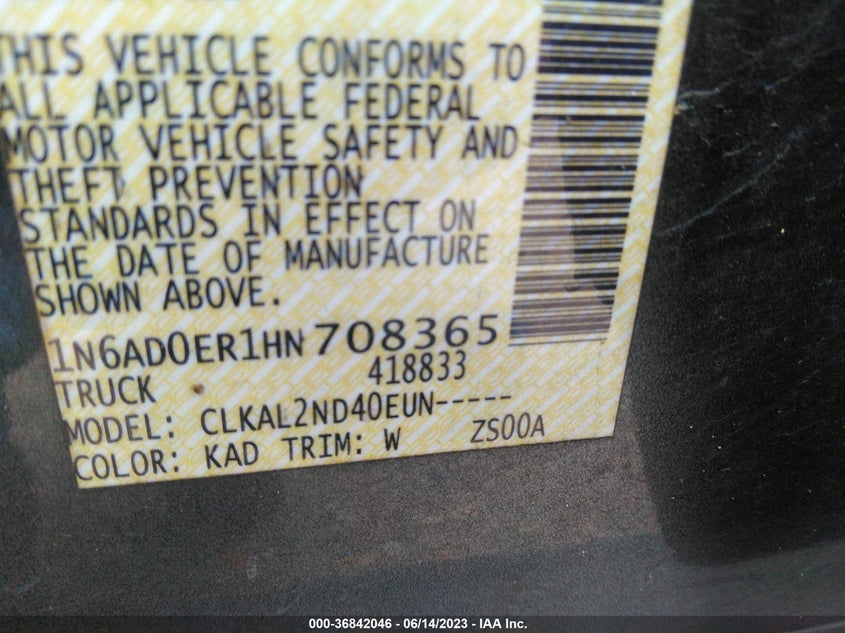 THIS VEHICLE CONFORMS TO
ALL APPLICABLE FEDERAL
MOTOR VEHICLE SAFETY AND
THEFT PREVENTION
STANDARDS IN EFFECT ON
THE DATE OF MANUFACTURE
SHOWN ABOVE.
1N6AD0ER1HN708365
TRUCK 418833
MODEL: CLKAL2ND40EUN-----
COLOR: KAD TRIM: W ZS00A
000-36842046 - 06/14/2023 - IAA Inc.